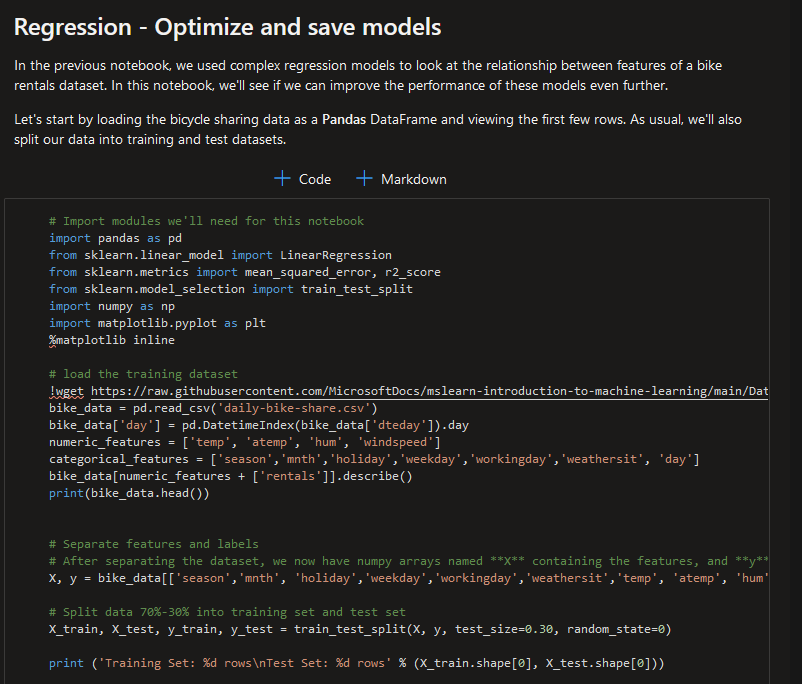 Regression - Optimize and save models
In the previous notebook, we used complex regression models to look at the relationship between features of a bike
rentals dataset. In this notebook, we'll see if we can improve the performance of these models even further.
Let's start by loading the bicycle sharing data as a Pandas DataFrame and viewing the first few rows. As usual, we'll also
split our data into training and test datasets.
+ Code + Markdown
# Import modules we'll need for this notebook
import pandas as pd
from sklearn.linear_model import LinearRegression
from sklearn.metrics import mean_squared_error, r2_score
from sklearn.model_selection import train_test_split
import numpy as np
import matplotlib.pyplot as plt
%matplotlib inline
# load the training dataset
!wget https://raw.githubusercontent.com/MicrosoftDocs/mslearn-introduction-to-machine-learning/main/Dat
bike_data = pd.read_csv('daily-bike-share.csv')
bike_data['day'] = pd.DatetimeIndex(bike_data['dteday']).day
numeric_features = ['temp', 'atemp', 'hum', 'windspeed']
categorical_features = ['season','mnth','holiday','weekday','workingday','weathersit', 'day']
bike_data[numeric_features + ['rentals']].describe()
print(bike_data.head())
# Separate features and labels
# After separating the dataset, we now have numpy arrays named **X** containing the features, and **y**
X, y = bike_data[['season','mnth', 'holiday','weekday','workingday','weathersit','temp', 'atemp', 'hum'
# Split data 70%-30% into training set and test set
X_train, X_test, y_train, y_test = train_test_split(X, y, test_size=0.30, random_state=0)
print ('Training Set: %d rows\nTest Set: %d rows' % (X_train.shape[0], X_test.shape[0]))